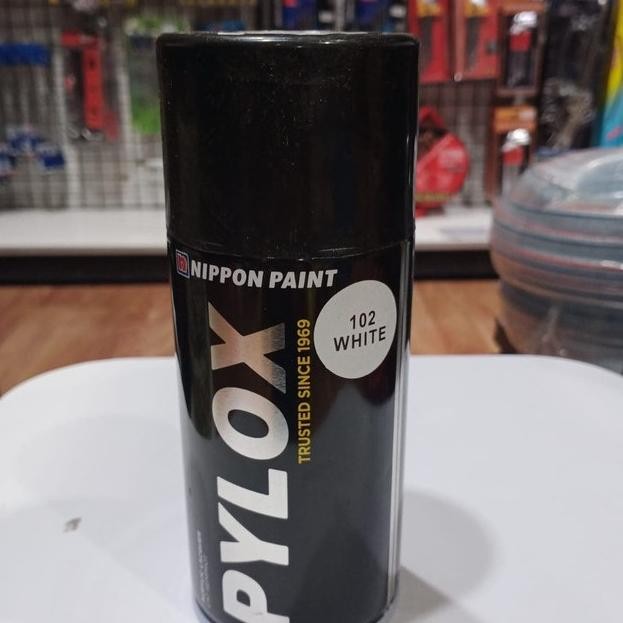 NIPPON PAINT
102
WHITE
PYLOX
TRUSTED SINCE 1969